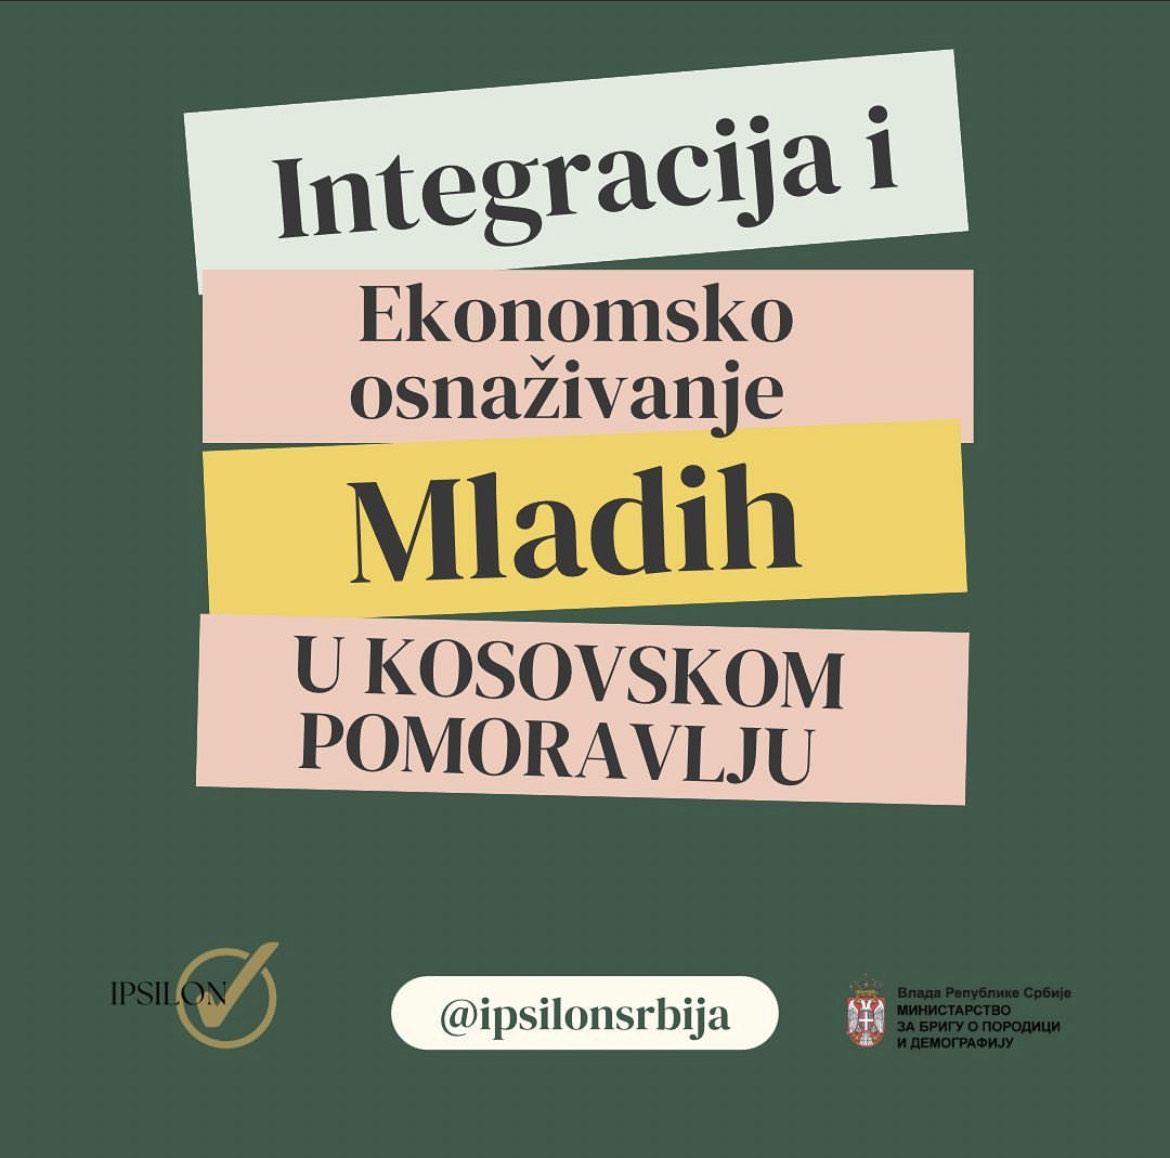 Integracija i
Ekonomsko
osnaživanje
Mladih
U KOSOVSKOM
POMORAVLJU
IPSILON
@ipsilonsrbija
Влада Републике Србије
МИНИСТАРСТВО
ЗА БРИГУ О ПОРОДИЦИ
И ДЕМОГРАФИЈУ